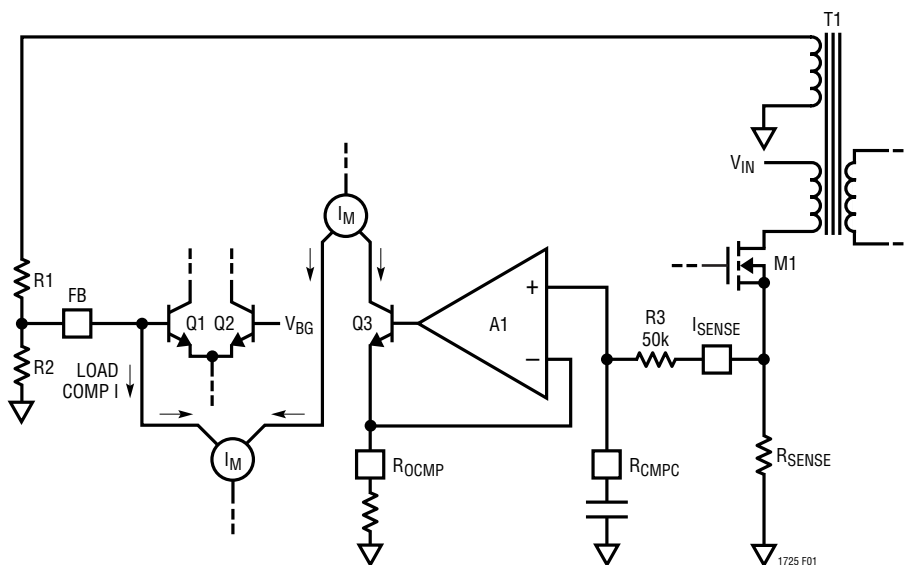 T1
V_IN
I_M
M1
R1
FB
Q1
Q2
V_BG
Q3
+
A1
–
R3
50k
I_SENSE
R2
LOAD
COMP I
I_M
R_OCMP
R_CMPC
R_SENSE
1725 F01